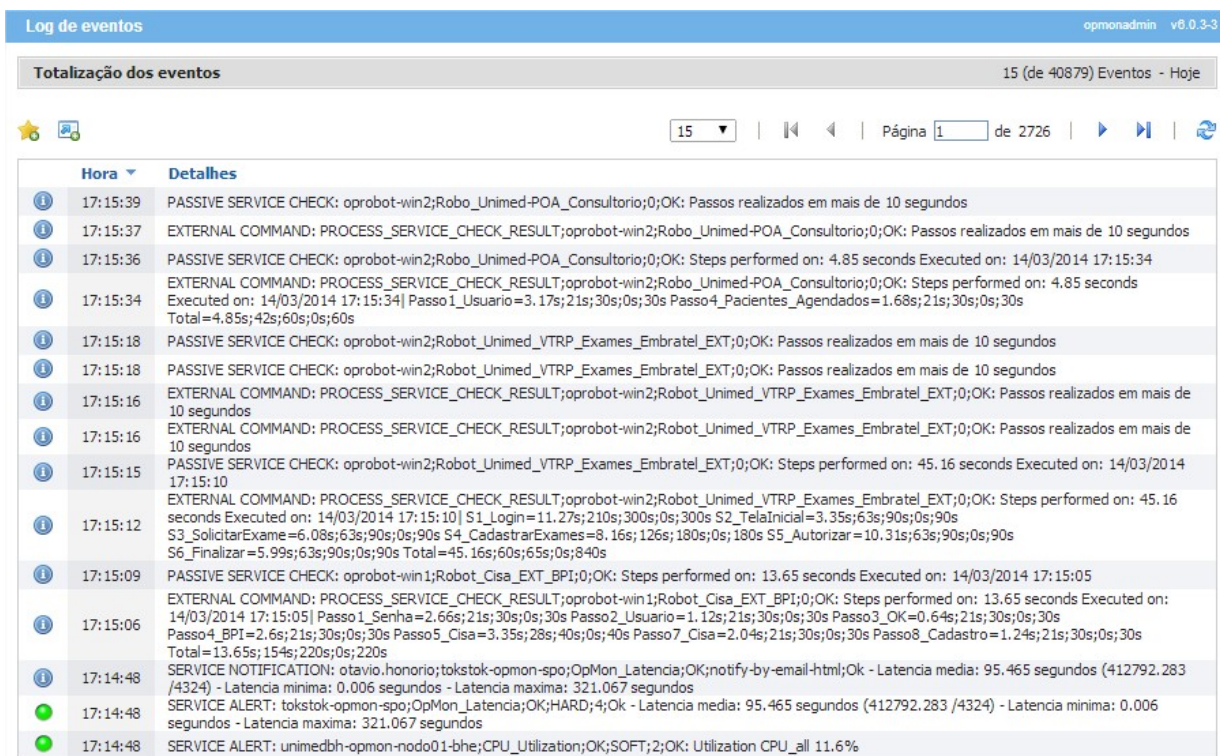 Log de eventos
opmonadmin v6.0.3-3
Totalização dos eventos
15 (de 40879) Eventos - Hoje
15
Página 1 de 2726
Hora
Detalhes
17:15:39 PASSIVE SERVICE CHECK: oprobot-win2;Robo_Unimed-POA_Consultorio;0;OK: Passos realizados em mais de 10 segundos
17:15:37 EXTERNAL COMMAND: PROCESS_SERVICE_CHECK_RESULT;oprobot-win2;Robo_Unimed-POA_Consultorio;0;OK: Passos realizados em mais de 10 segundos
17:15:36 PASSIVE SERVICE CHECK: oprobot-win2;Robo_Unimed-POA_Consultorio;0;OK: Steps performed on: 4.85 seconds Executed on: 14/03/2014 17:15:34
17:15:34 EXTERNAL COMMAND: PROCESS_SERVICE_CHECK_RESULT;oprobot-win2;Robo_Unimed-POA_Consultorio;0;OK: Steps performed on: 4.85 seconds
Executed on: 14/03/2014 17:15:34| Passo1_Usuario=3.17s;21s;30s;0s;30s Passo4_Pacientes_Agendados=1.68s;21s;30s;0s;30s
Total=4.85s;42s;60s;0s;60s
17:15:18 PASSIVE SERVICE CHECK: oprobot-win2;Robot_Unimed_VTRP_Exames_Embratel_EXT;0;OK: Passos realizados em mais de 10 segundos
17:15:18 PASSIVE SERVICE CHECK: oprobot-win2;Robot_Unimed_VTRP_Exames_Embratel_EXT;0;OK: Passos realizados em mais de 10 segundos
17:15:16 EXTERNAL COMMAND: PROCESS_SERVICE_CHECK_RESULT;oprobot-win2;Robot_Unimed_VTRP_Exames_Embratel_EXT;0;OK: Passos realizados em mais de
10 segundos
17:15:16 EXTERNAL COMMAND: PROCESS_SERVICE_CHECK_RESULT;oprobot-win2;Robot_Unimed_VTRP_Exames_Embratel_EXT;0;OK: Passos realizados em mais de
10 segundos
17:15:15 PASSIVE SERVICE CHECK: oprobot-win2;Robot_Unimed_VTRP_Exames_Embratel_EXT;0;OK: Steps performed on: 45.16 seconds Executed on: 14/03/2014
17:15:10
17:15:12 EXTERNAL COMMAND: PROCESS_SERVICE_CHECK_RESULT;oprobot-win2;Robot_Unimed_VTRP_Exames_Embratel_EXT;0;OK: Steps performed on: 45.16
seconds Executed on: 14/03/2014 17:15:10| S1_Login=11.27s;210s;300s;0s;300s S2_TelaInicial=3.35s;63s;90s;0s;90s
S3_SolicitarExame=6.08s;63s;90s;0s;90s S4_CadastrarExames=8.16s;126s;180s;0s;180s S5_Autorizar=10.31s;63s;90s;0s;90s
S6_Finalizar=5.99s;63s;90s;0s;90s Total=45.16s;60s;65s;0s;840s
17:15:09 PASSIVE SERVICE CHECK: oprobot-win1;Robot_Cisa_EXT_BPI;0;OK: Steps performed on: 13.65 seconds Executed on: 14/03/2014 17:15:05
17:15:06 EXTERNAL COMMAND: PROCESS_SERVICE_CHECK_RESULT;oprobot-win1;Robot_Cisa_EXT_BPI;0;OK: Steps performed on: 13.65 seconds Executed on:
14/03/2014 17:15:05| Passo1_Senha=2.66s;21s;30s;0s;30s Passo2_Usuario=1.12s;21s;30s;0s;30s Passo3_OK=0.64s;21s;30s;0s;30s
Passo4_BPI=2.6s;21s;30s;0s;30s Passo5_Cisa=3.35s;28s;40s;0s;40s Passo7_Cisa=2.04s;21s;30s;0s;30s Passo8_Cadastro=1.24s;21s;30s;0s;30s
Total=13.65s;154s;220s;0s;220s
17:14:48 SERVICE NOTIFICATION: otavio.honorio;tokstok-opmon-spo;OpMon_Latencia;OK;notify-by-email-html;Ok - Latencia media: 95.465 segundos (412792.283
/4324) - Latencia minima: 0.006 segundos - Latencia maxima: 321.067 segundos
17:14:48 SERVICE ALERT: tokstok-opmon-spo;OpMon_Latencia;OK;HARD;4;Ok - Latencia media: 95.465 segundos (412792.283 /4324) - Latencia minima: 0.006
segundos - Latencia maxima: 321.067 segundos
17:14:48 SERVICE ALERT: unimedbh-opmon-nodo01-bhe;CPU_Utilization;OK;SOFT;2;OK: Utilization CPU_all 11.6%